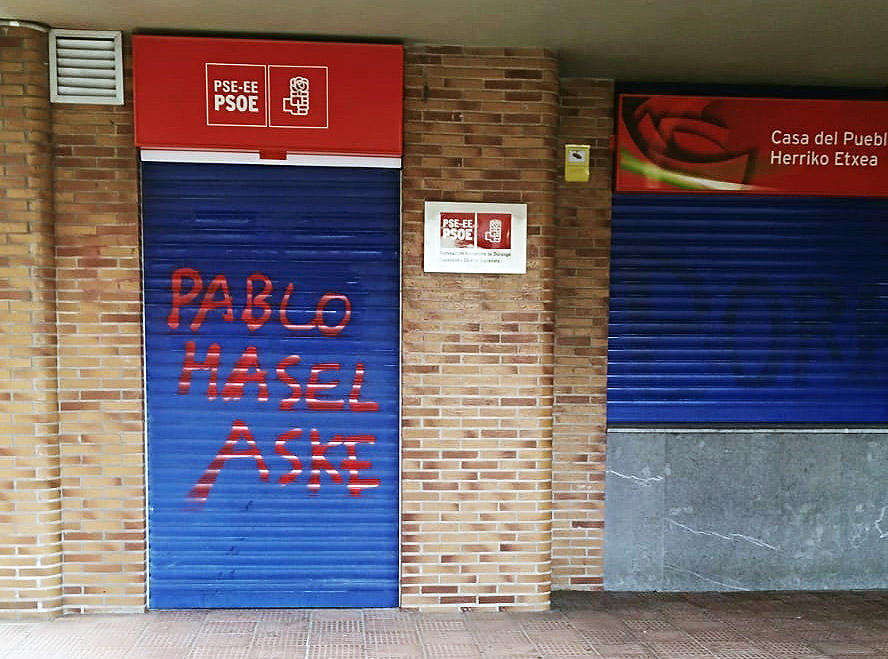 PSE-EE
PSOE
PABLO
HASEL
ASKE
PSE-EE
PSOE
Casa del Puebl
Herriko Etxea